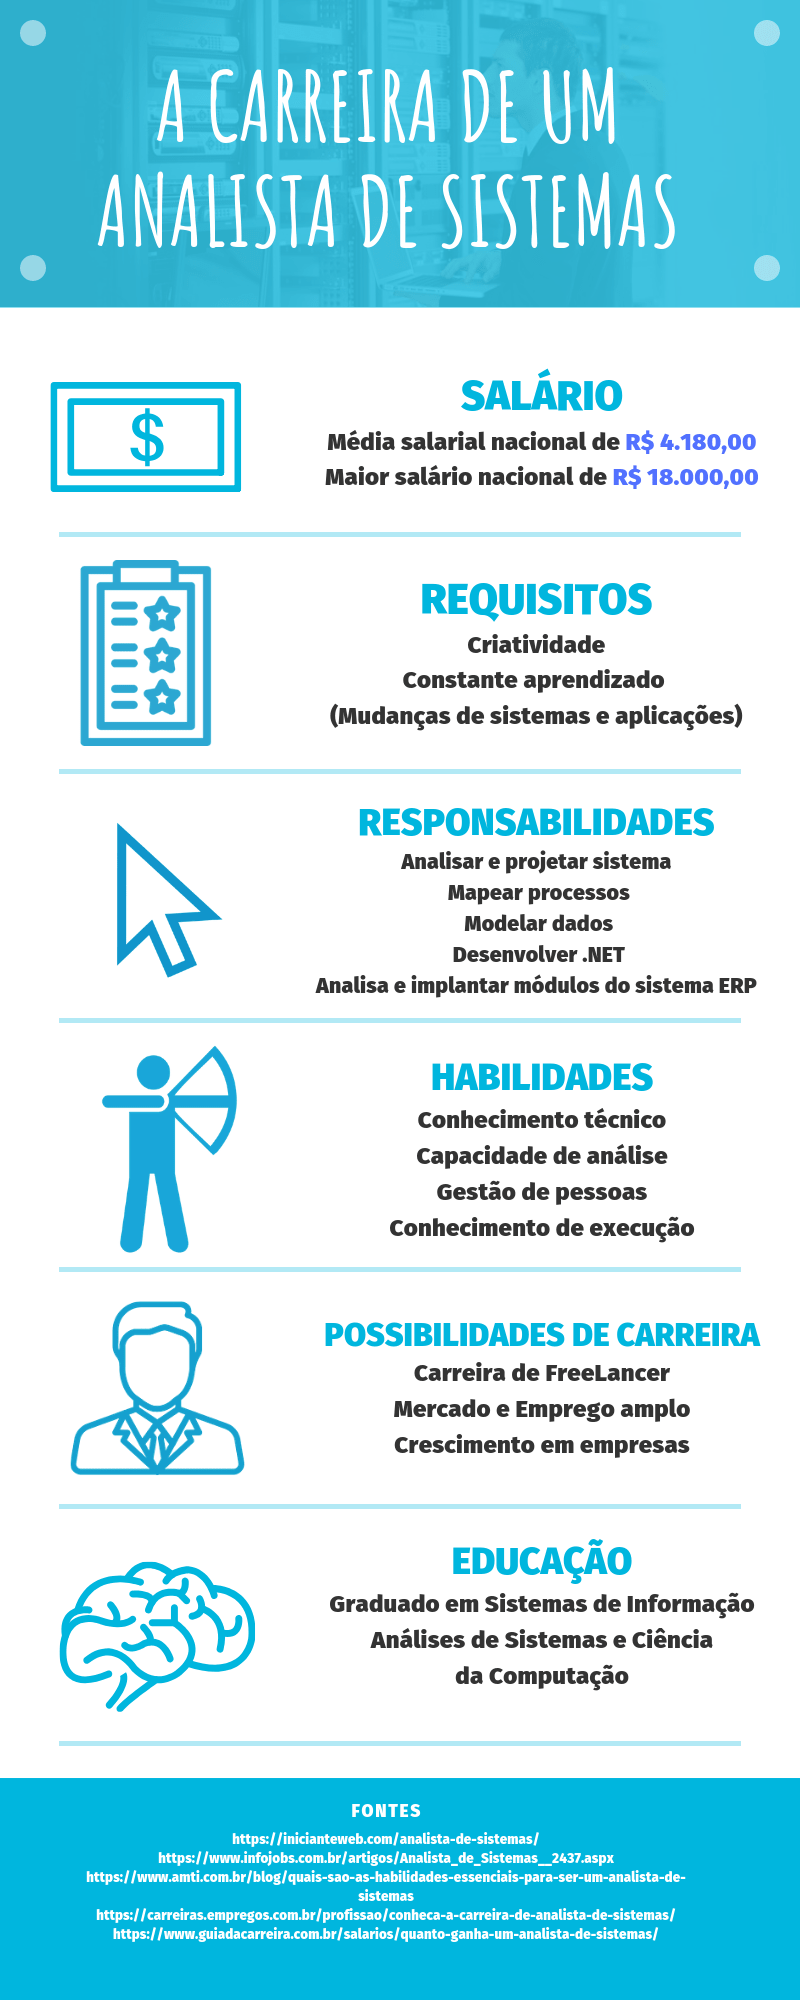 A CARREIRA DE UM
ANALISTA DE SISTEMAS
$
SALÁRIO
Média salarial nacional de R$ 4.180,00
Maior salário nacional de R$ 18.000,00
REQUISITOS
Criatividade
Constante aprendizado
(Mudanças de sistemas e aplicações)
RESPONSABILIDADES
Analisar e projetar sistema
Mapear processos
Modelar dados
Desenvolver .NET
Analisa e implantar módulos do sistema ERP
HABILIDADES
Conhecimento técnico
Capacidade de análise
Gestão de pessoas
Conhecimento de execução
POSSIBILIDADES DE CARREIRA
Carreira de FreeLancer
Mercado e Emprego amplo
Crescimento em empresas
EDUCAÇÃO
Graduado em Sistemas de Informação
Análises de Sistemas e Ciência
da Computação
FONTES
https://inicianteweb.com/analista-de-sistemas/
https://www.infojobs.com.br/artigos/Analista_de_Sistemas__2437.aspx
https://www.amti.com.br/blog/quais-sao-as-habilidades-essenciais-para-ser-um-analista-de-
sistemas
https://carreiras.empregos.com.br/profissao/conheca-a-carreira-de-analista-de-sistemas/
https://www.guiadacarreira.com.br/salarios/quanto-ganha-um-analista-de-sistemas/